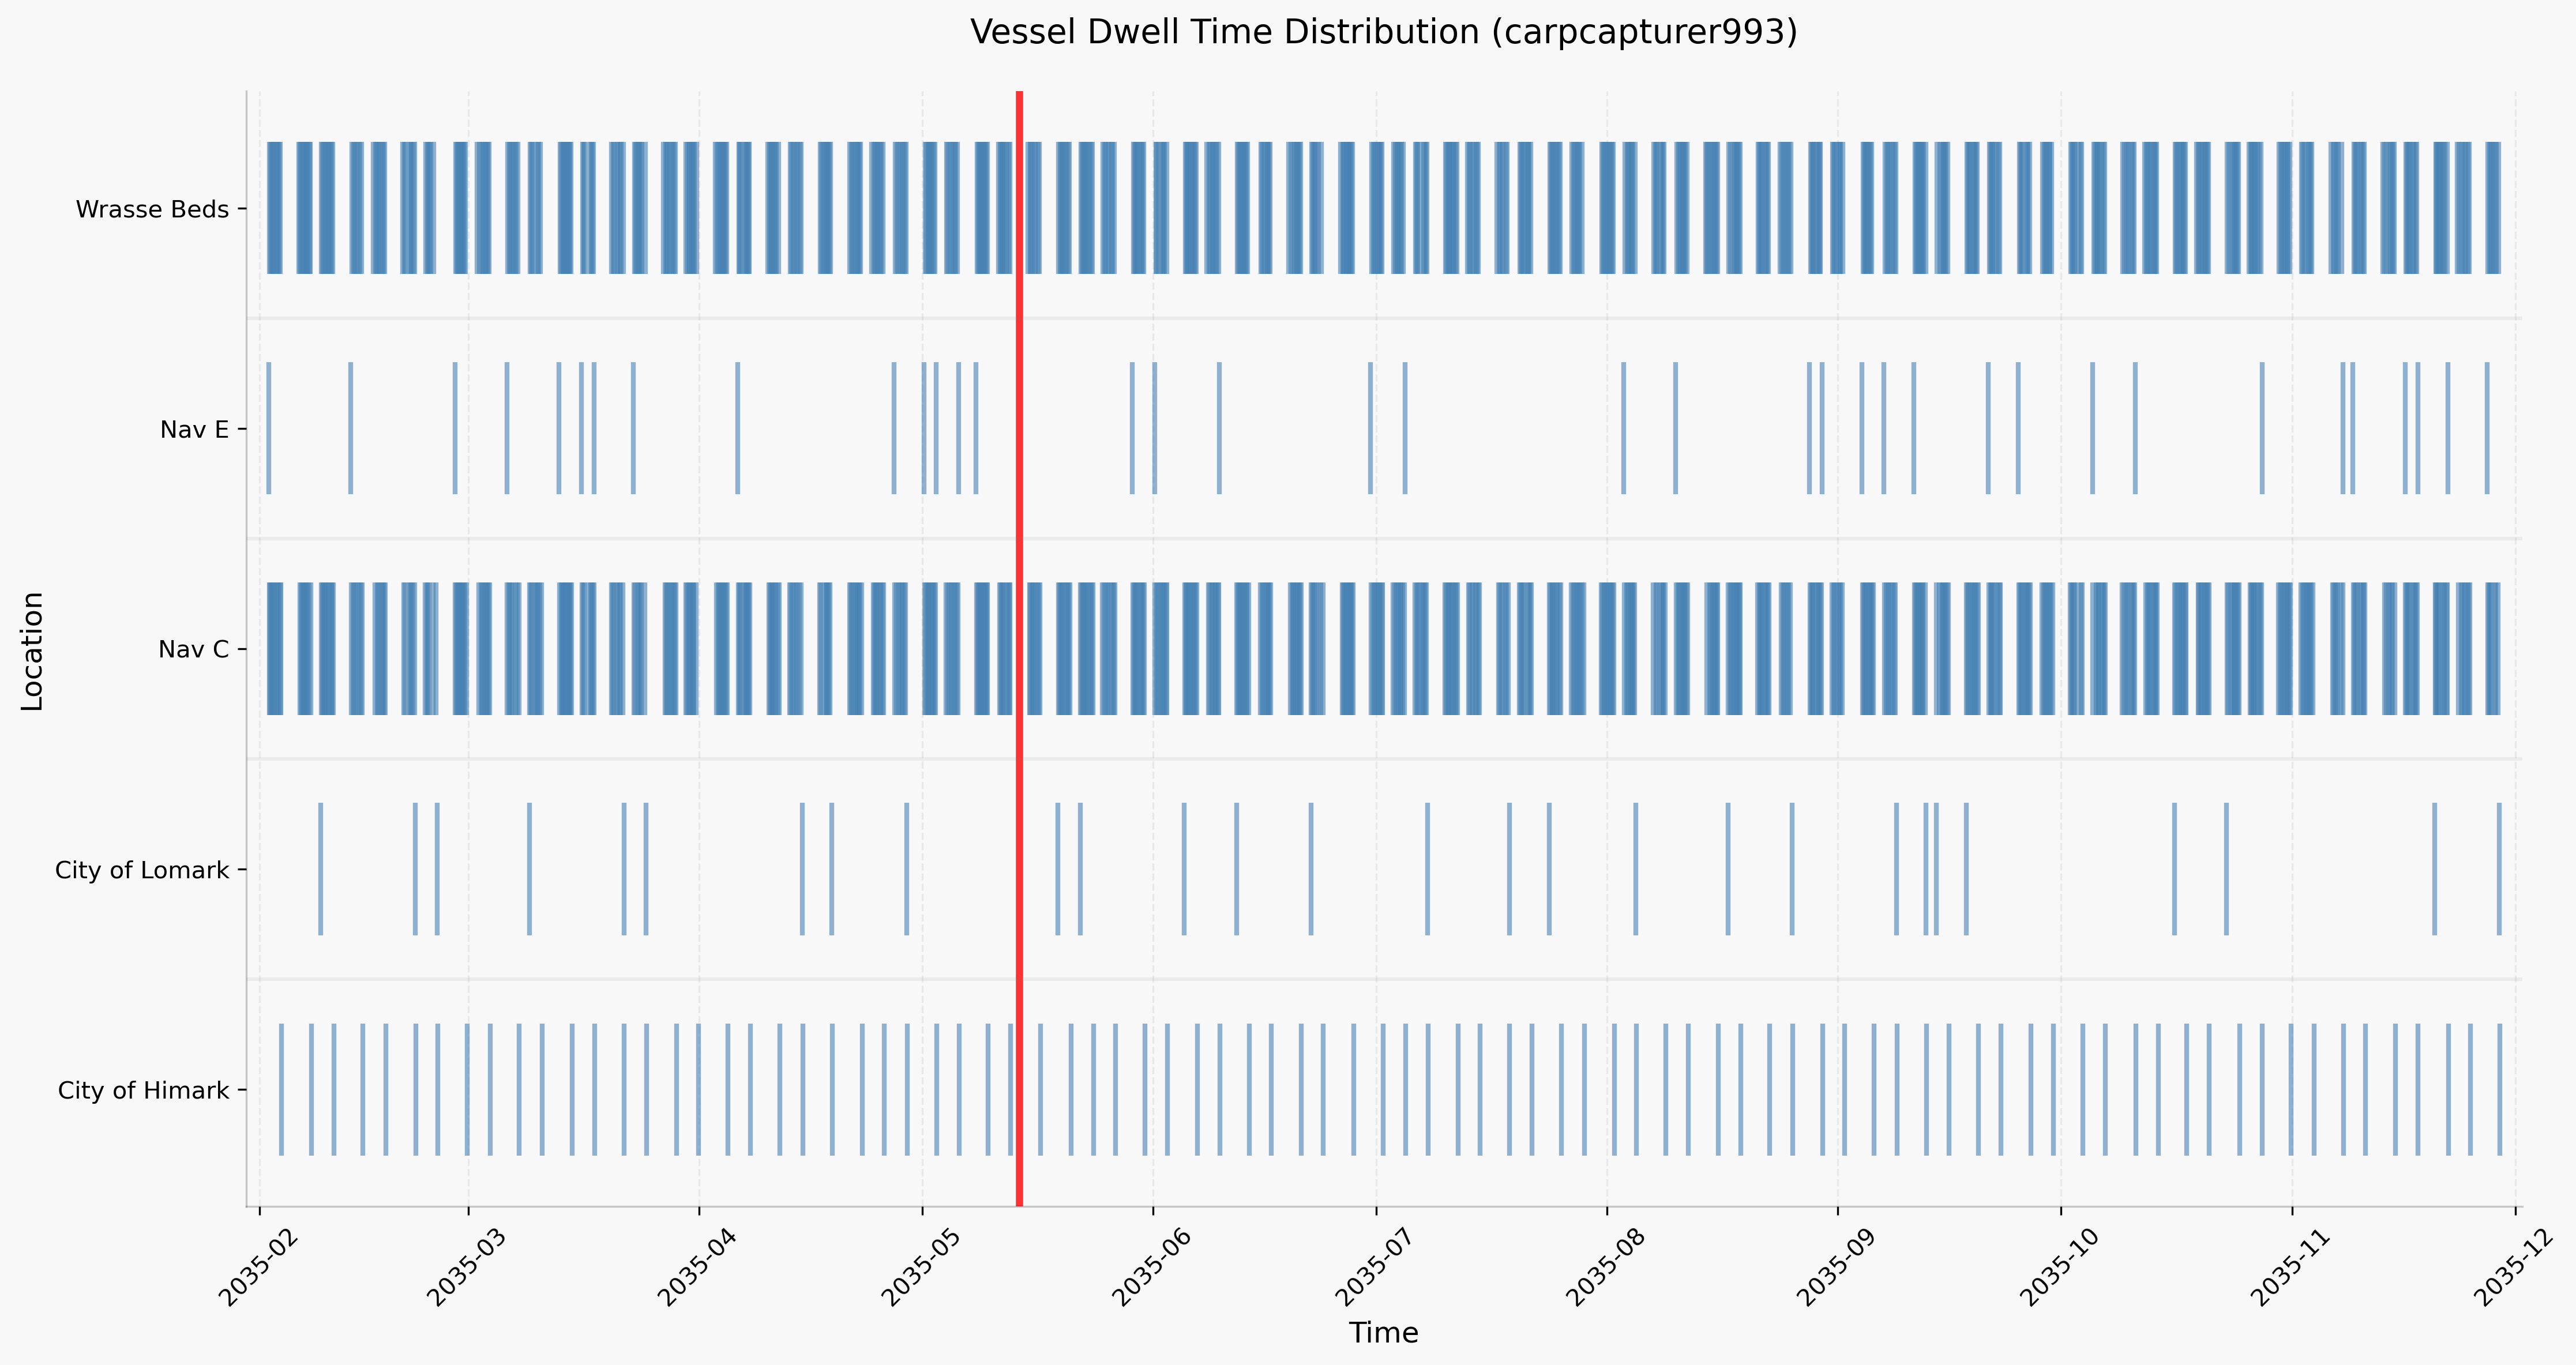 Vessel Dwell Time Distribution (carpcapturer993)
Location
Wrasse Beds
Nav E
Nav C
City of Lomark
City of Himark
2035-02
2035-03
2035-04
2035-05
2035-06
2035-07
2035-08
2035-09
2035-10
2035-11
2035-12
Time